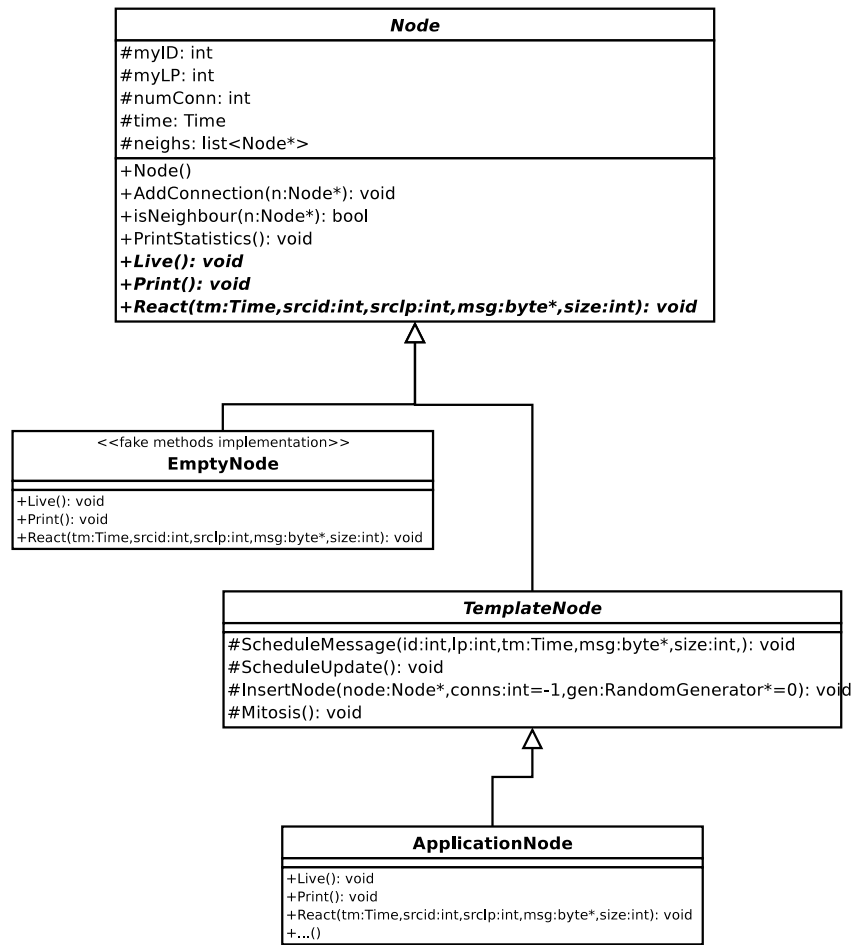 Node
#myID: int
#myLP: int
#numConn: int
#time: Time
#neighs: list<Node*>
+Node()
+AddConnection(n:Node*): void
+isNeighbour(n:Node*): bool
+PrintStatistics(): void
+Live(): void
+Print(): void
+React(tm:Time,srcid:int,srclp:int,msg:byte*,size:int): void
<<fake methods implementation>>
EmptyNode
+Live(): void
+Print(): void
+React(tm:Time,srcid:int,srclp:int,msg:byte*,size:int): void
TemplateNode
#ScheduleMessage(id:int,lp:int,tm:Time,msg:byte*,size:int,): void
#ScheduleUpdate(): void
#InsertNode(node:Node*,conns:int=-1,gen:RandomGenerator*=0): void
#Mitosis(): void
ApplicationNode
+Live(): void
+Print(): void
+React(tm:Time,srcid:int,srclp:int,msg:byte*,size:int): void
+...()